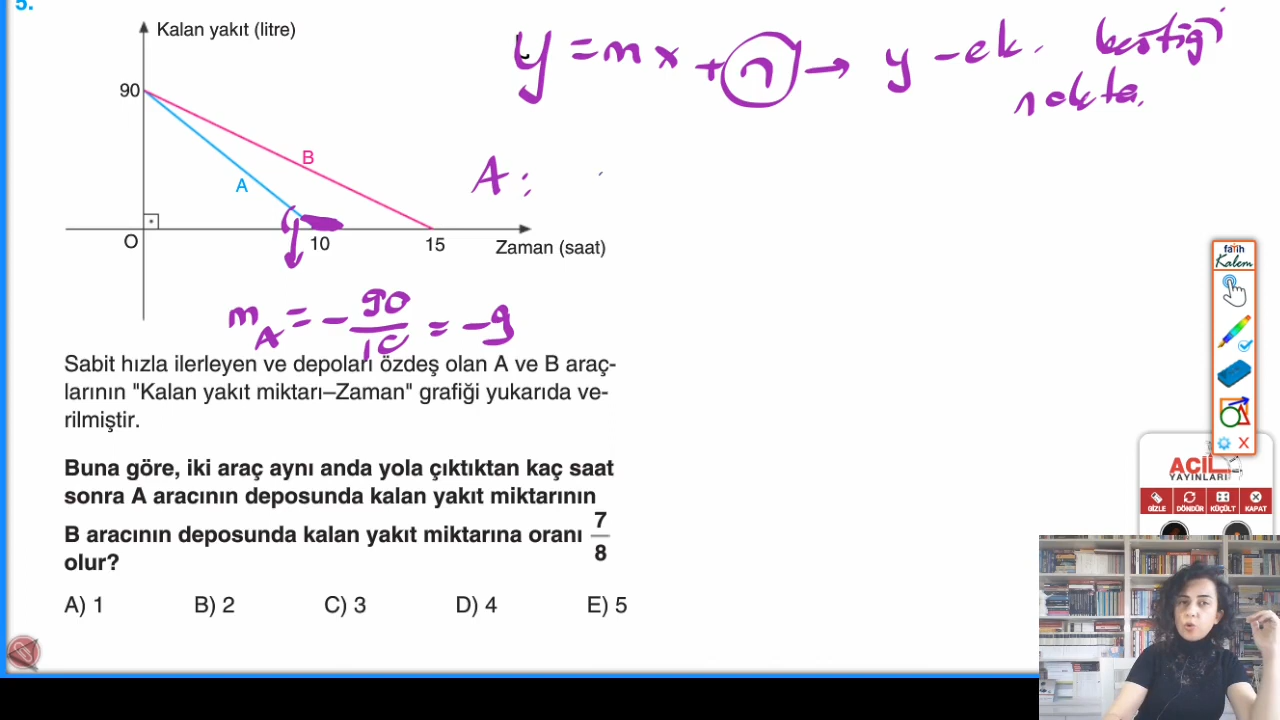 5.
Kalan yakıt (litre)
y = mx + n → y - ek. kestiği
nokta.
90
B
A
A:
O
10
15
Zaman (saat)
m_A = - 90/10 = -9
Sabit hızla ilerleyen ve depoları özdeş olan A ve B araç-
larının "Kalan yakıt miktarı–Zaman" grafiği yukarıda ve-
rilmiştir.
Buna göre, iki araç aynı anda yola çıktıktan kaç saat
sonra A aracının deposunda kalan yakıt miktarının
B aracının deposunda kalan yakıt miktarına oranı 7/8
olur?
A) 1 B) 2 C) 3 D) 4 E) 5
fatih
Kalem
ACİL
YAYINLARI
GİZLE DÖNDÜR KÜÇÜLT KAPAT